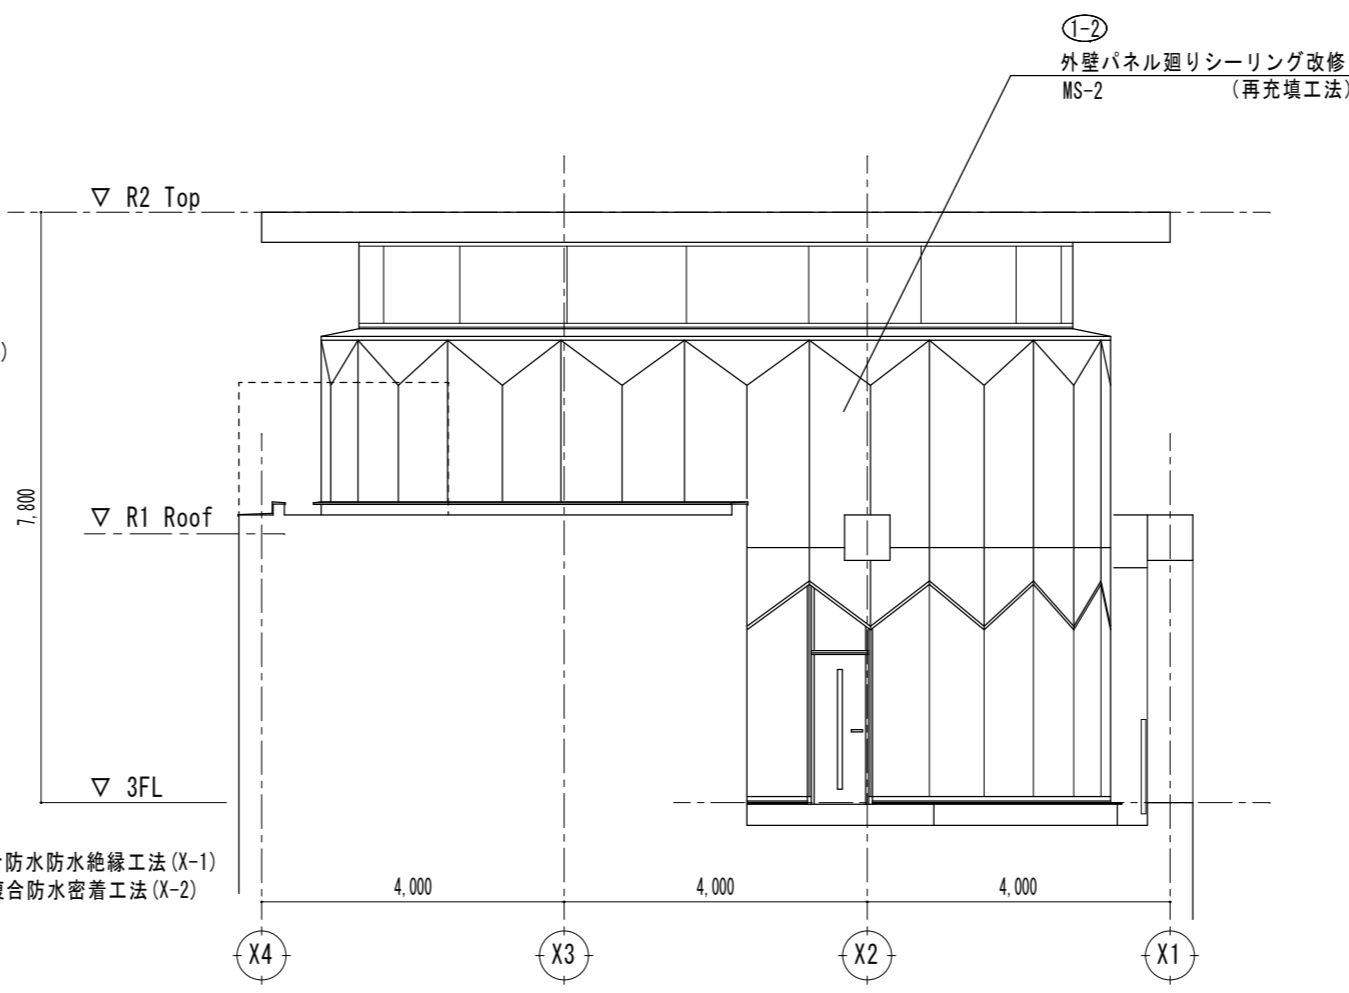 1-2
外壁パネル廻りシーリング改修
MS-2 (再充填工法)
▽ R2 Top
)
7,800
▽ R1 Roof
▽ 3FL
防水防水絶縁工法(X-1)
複合防水密着工法(X-2)
4,000 4,000 4,000
X4 X3 X2 X1